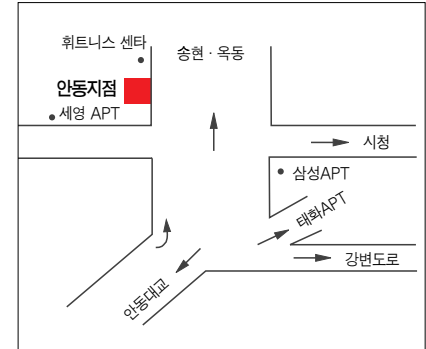 휘트니스 센타
송현 · 옥동
안동지점
세영 APT
시청
삼성APT
태화APT
강변도로
안동대교